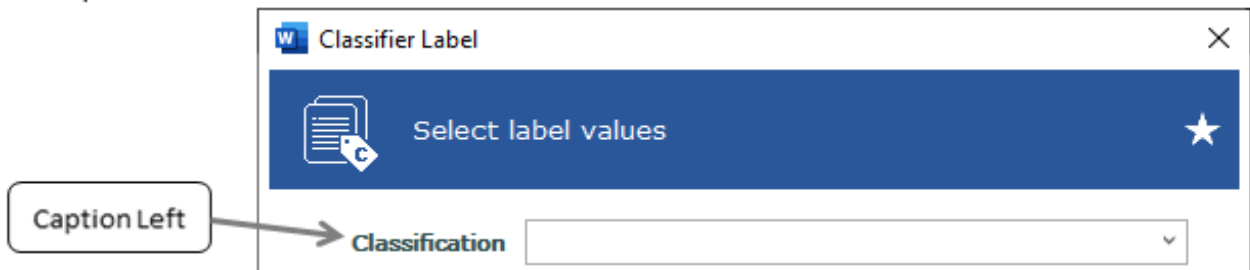 Classifier Label
Select label values
Caption Left
Classification